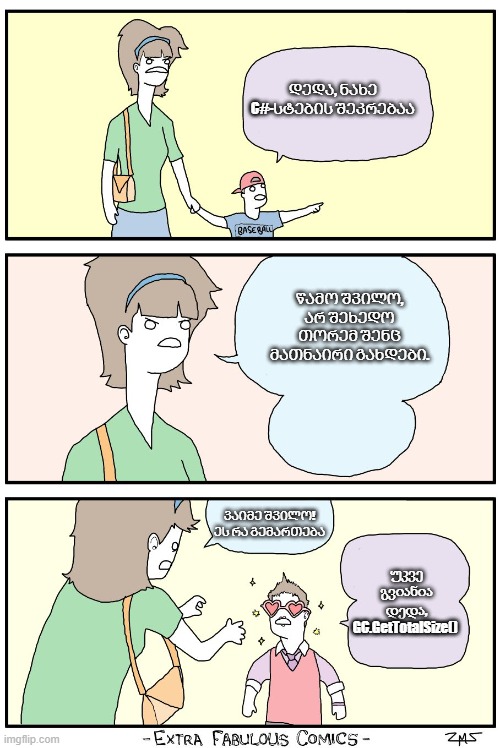 დედა, ნახე
C#-სტების შეკრებაა
BASEBALL
წამო შვილო,
არ შეხედო
თორემ შენც
მათნაირი გახდები.
ვაიმე შვილო!
ეს რა გემართება
უკვე
გვიანია
დედა,
GC.GetTotalSize()
-EXTRA FABULOUS COMICS-
ZMS
imgflip.com